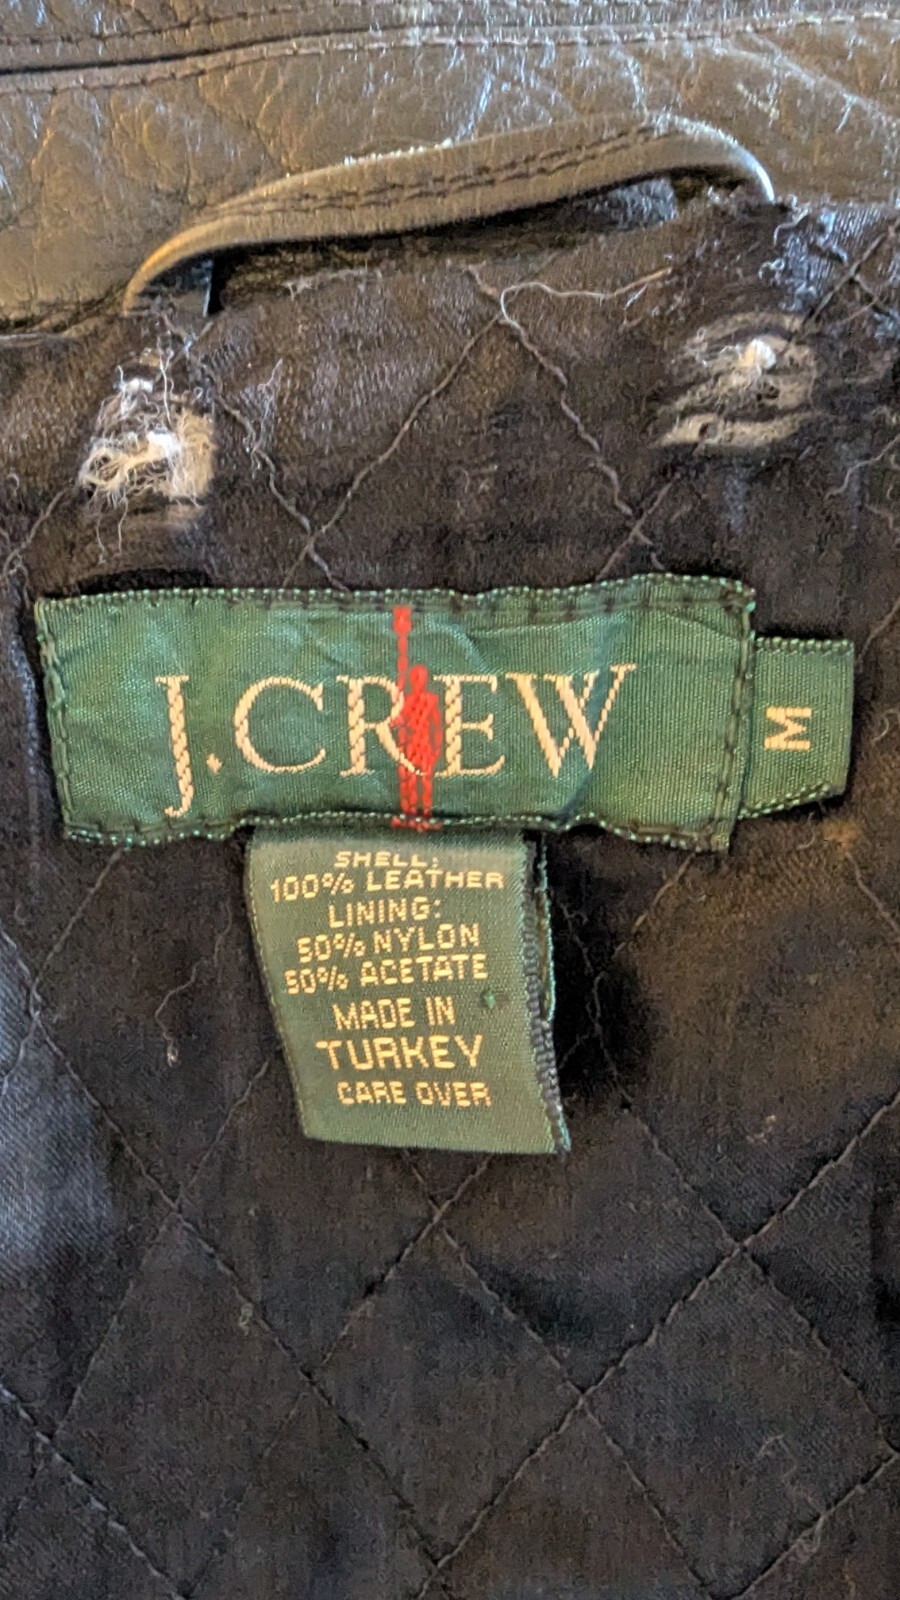 J.CREW
M
SHELL:
100% LEATHER
LINING:
50% NYLON
50% ACETATE
MADE IN
TURKEY
CARE OVER